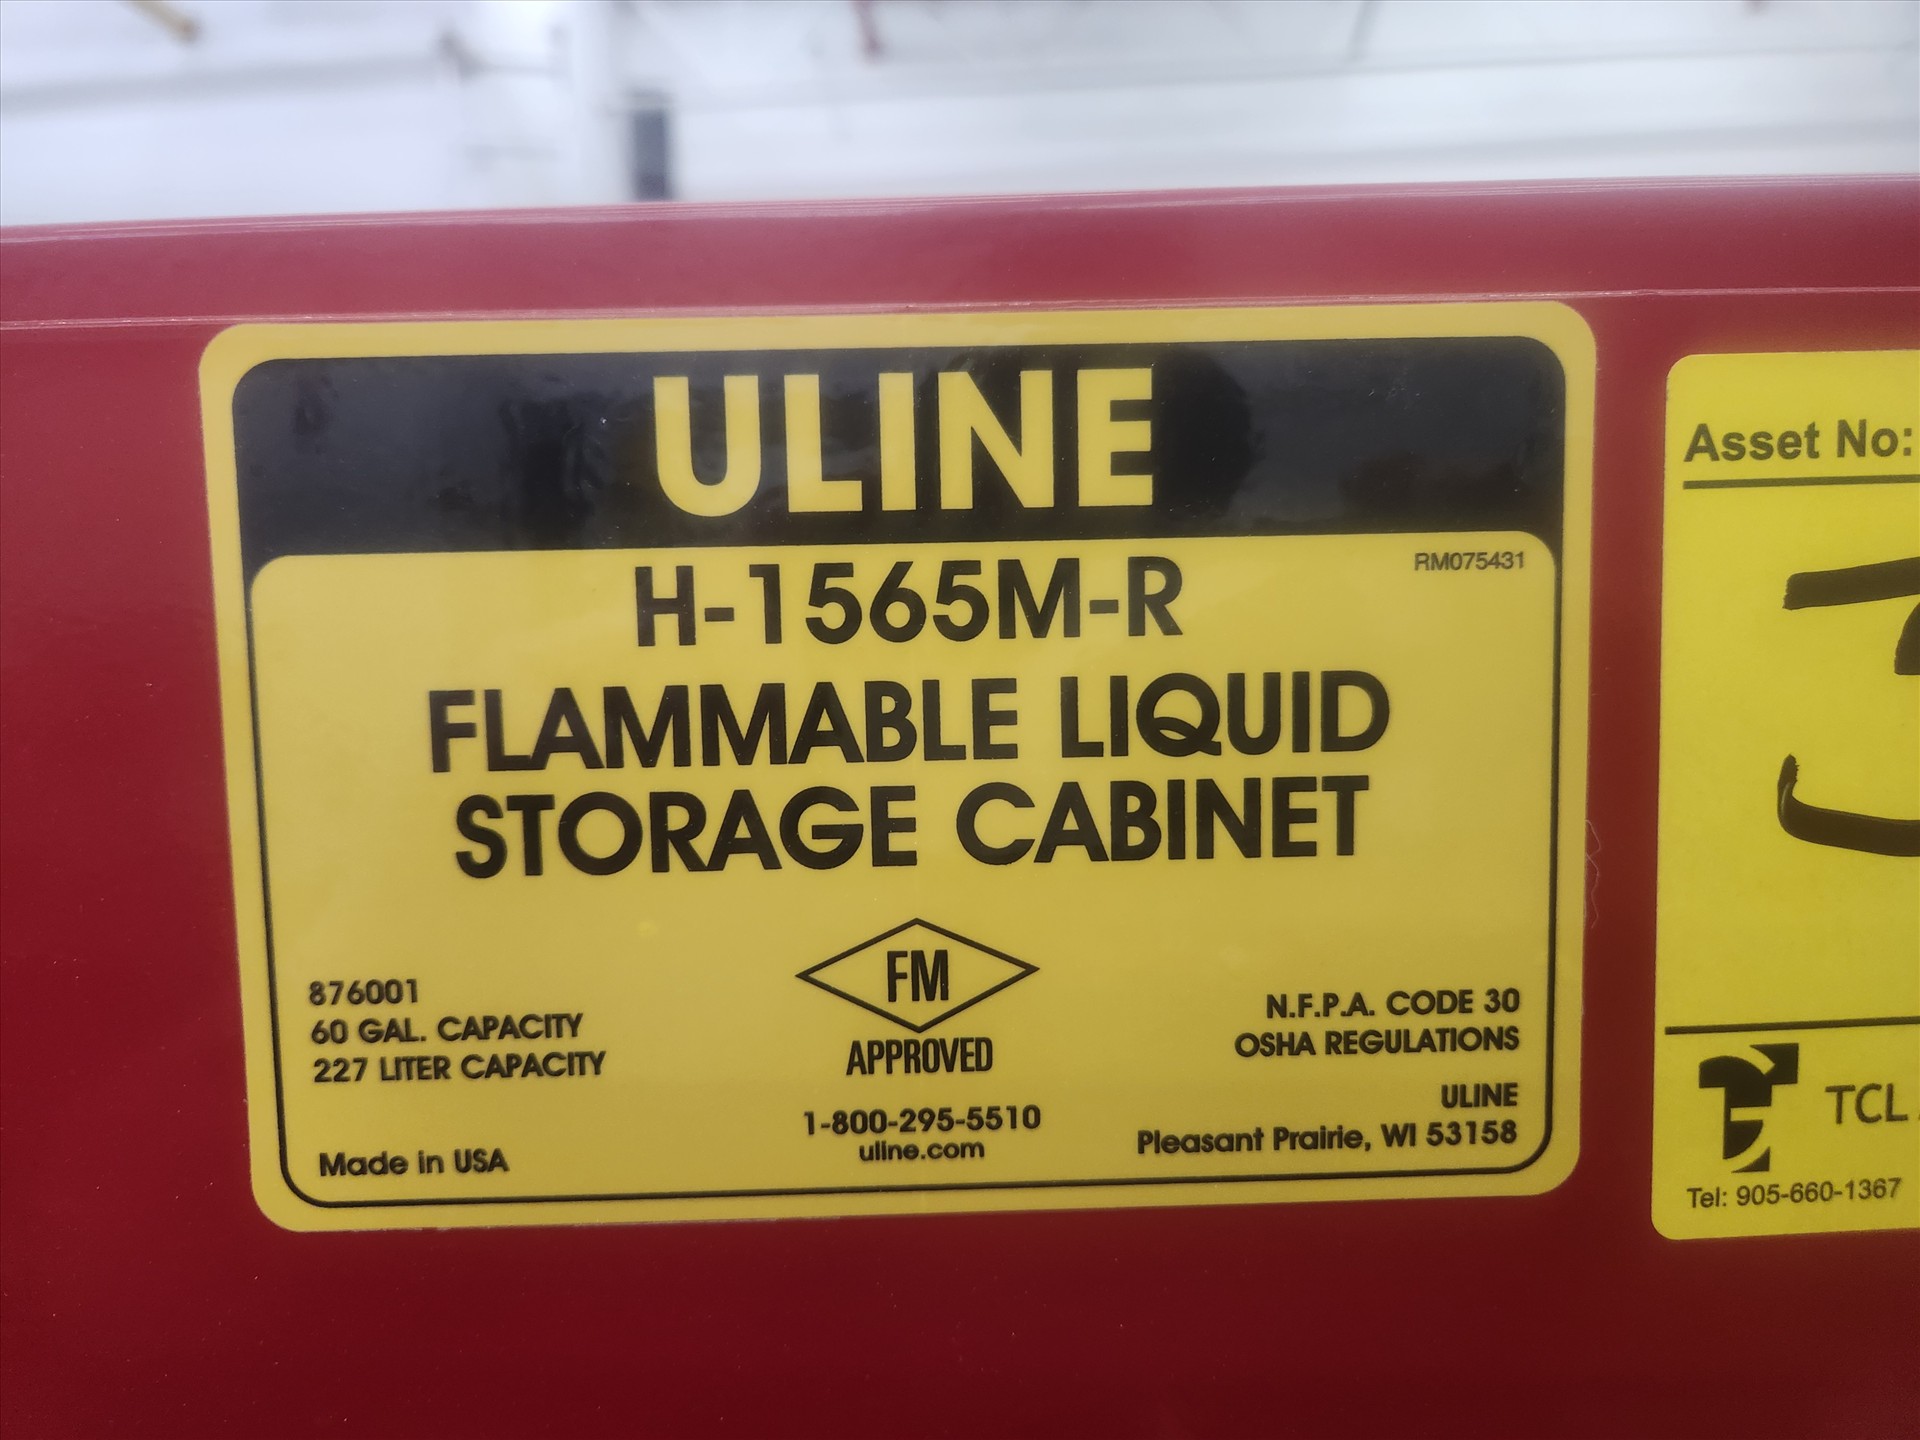 ULINE
RM075431
H-1565M-R
FLAMMABLE LIQUID
STORAGE CABINET
876001
60 GAL. CAPACITY
227 LITER CAPACITY
Made in USA
FM
APPROVED
1-800-295-5510
uline.com
N.F.P.A. CODE 30
OSHA REGULATIONS
ULINE
Pleasant Prairie, WI 53158
Asset No:
TCL
Tel: 905-660-1367